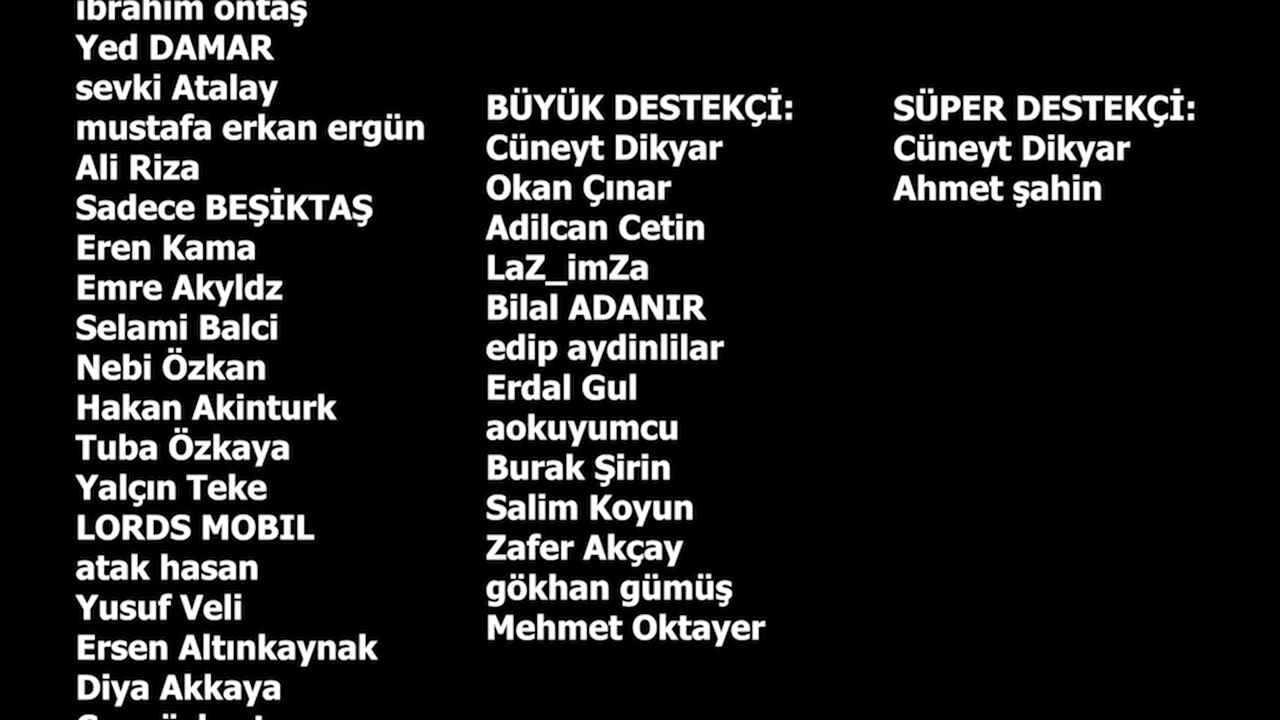 ibrahim öntaş
Yed DAMAR
sevki Atalay
mustafa erkan ergün
Ali Riza
Sadece BEŞİKTAŞ
Eren Kama
Emre Akyldz
Selami Balci
Nebi Özkan
Hakan Akinturk
Tuba Özkaya
Yalçın Teke
LORDS MOBIL
atak hasan
Yusuf Veli
Ersen Altınkaynak
Diya Akkaya
BÜYÜK DESTEKÇİ:
Cüneyt Dikyar
Okan Çınar
Adilcan Cetin
LaZ_imZa
Bilal ADANIR
edip aydinlilar
Erdal Gul
aokuyumcu
Burak Şirin
Salim Koyun
Zafer Akçay
gökhan gümüş
Mehmet Oktayer
SÜPER DESTEKÇİ:
Cüneyt Dikyar
Ahmet şahin